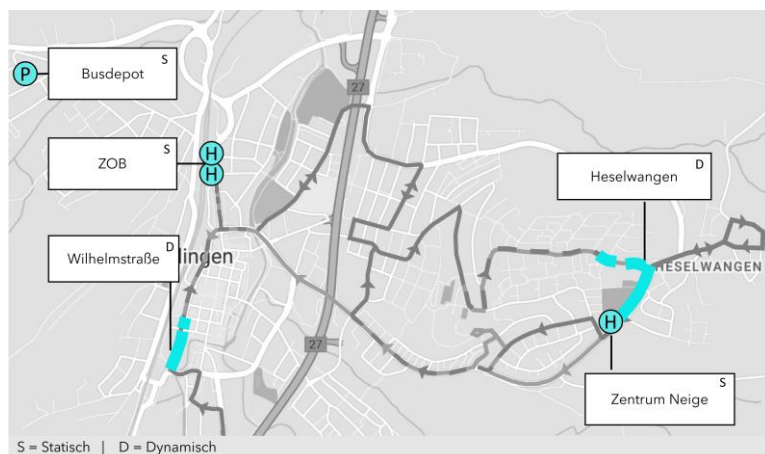 S
P
Busdepot
27
S
ZOB
H
H
D
Heselwangen
D
Wilhelmstraße
lingen
HESELWANGEN
H
27
S
Zentrum Neige
S = Statisch | D = Dynamisch